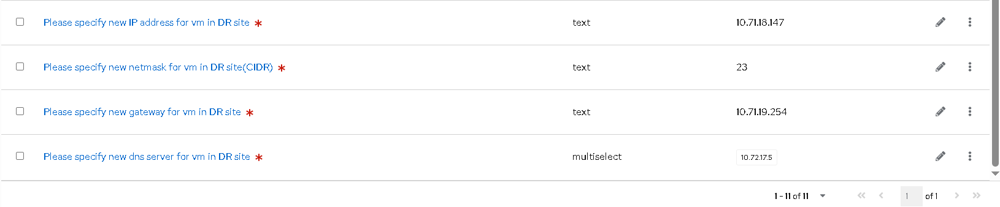 Please specify new IP address for vm in DR site * text 10.71.18.147
Please specify new netmask for vm in DR site(CIDR) * text 23
Please specify new gateway for vm in DR site * text 10.71.19.254
Please specify new dns server for vm in DR site * multiselect 10.72.17.5
1 - 11 of 11 1 of 1